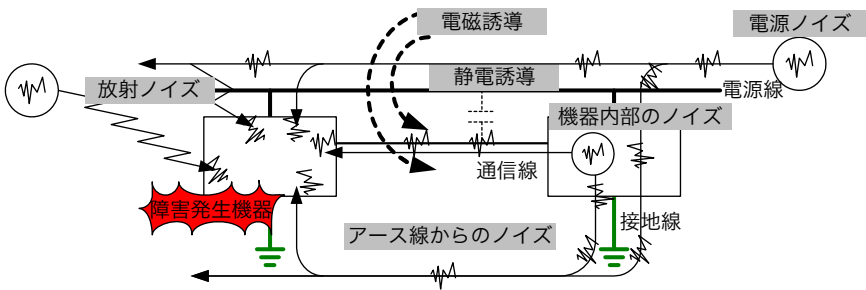 電磁誘導
電源ノイズ
静電誘導
放射ノイズ
電源線
機器内部のノイズ
通信線
障害発生機器
接地線
アース線からのノイズ